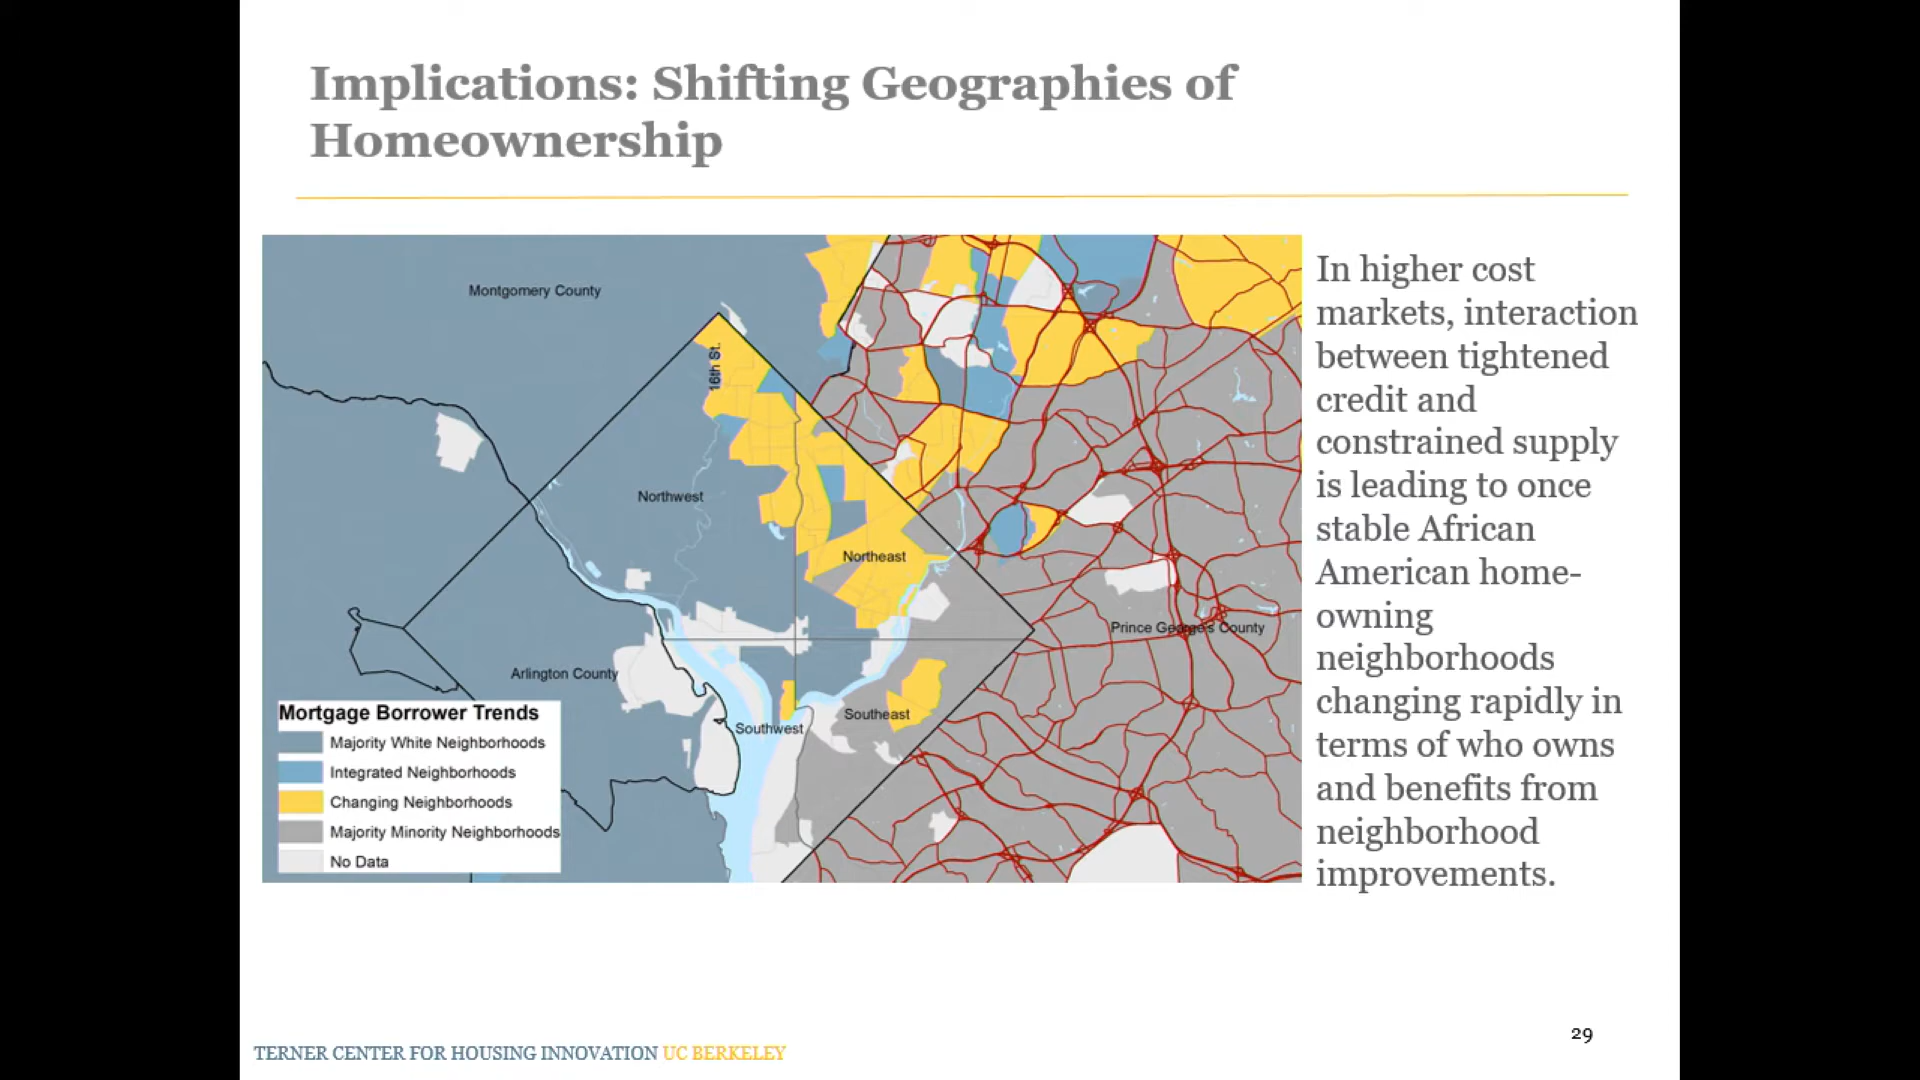 Implications: Shifting Geographies of
Homeownership
Montgomery County
16th St.
Northwest
Northeast
Prince George's County
Arlington County
Southeast
Southwest
Mortgage Borrower Trends
Majority White Neighborhoods
Integrated Neighborhoods
Changing Neighborhoods
Majority Minority Neighborhoods
No Data
In higher cost
markets, interaction
between tightened
credit and
constrained supply
is leading to once
stable African
American home-
owning
neighborhoods
changing rapidly in
terms of who owns
and benefits from
neighborhood
improvements.
29
TERNER CENTER FOR HOUSING INNOVATION UC BERKELEY